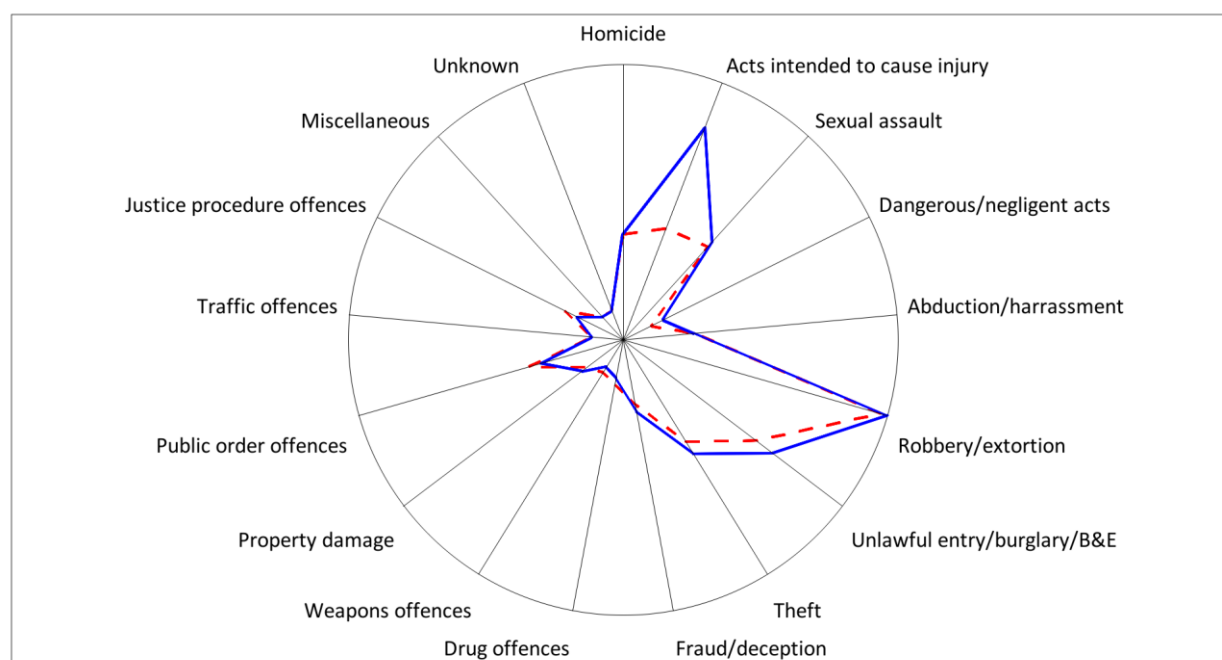 Homicide
Acts intended to cause injury
Sexual assault
Dangerous/negligent acts
Abduction/harrassment
Robbery/extortion
Unlawful entry/burglary/B&E
Theft
Fraud/deception
Drug offences
Weapons offences
Property damage
Public order offences
Traffic offences
Justice procedure offences
Miscellaneous
Unknown